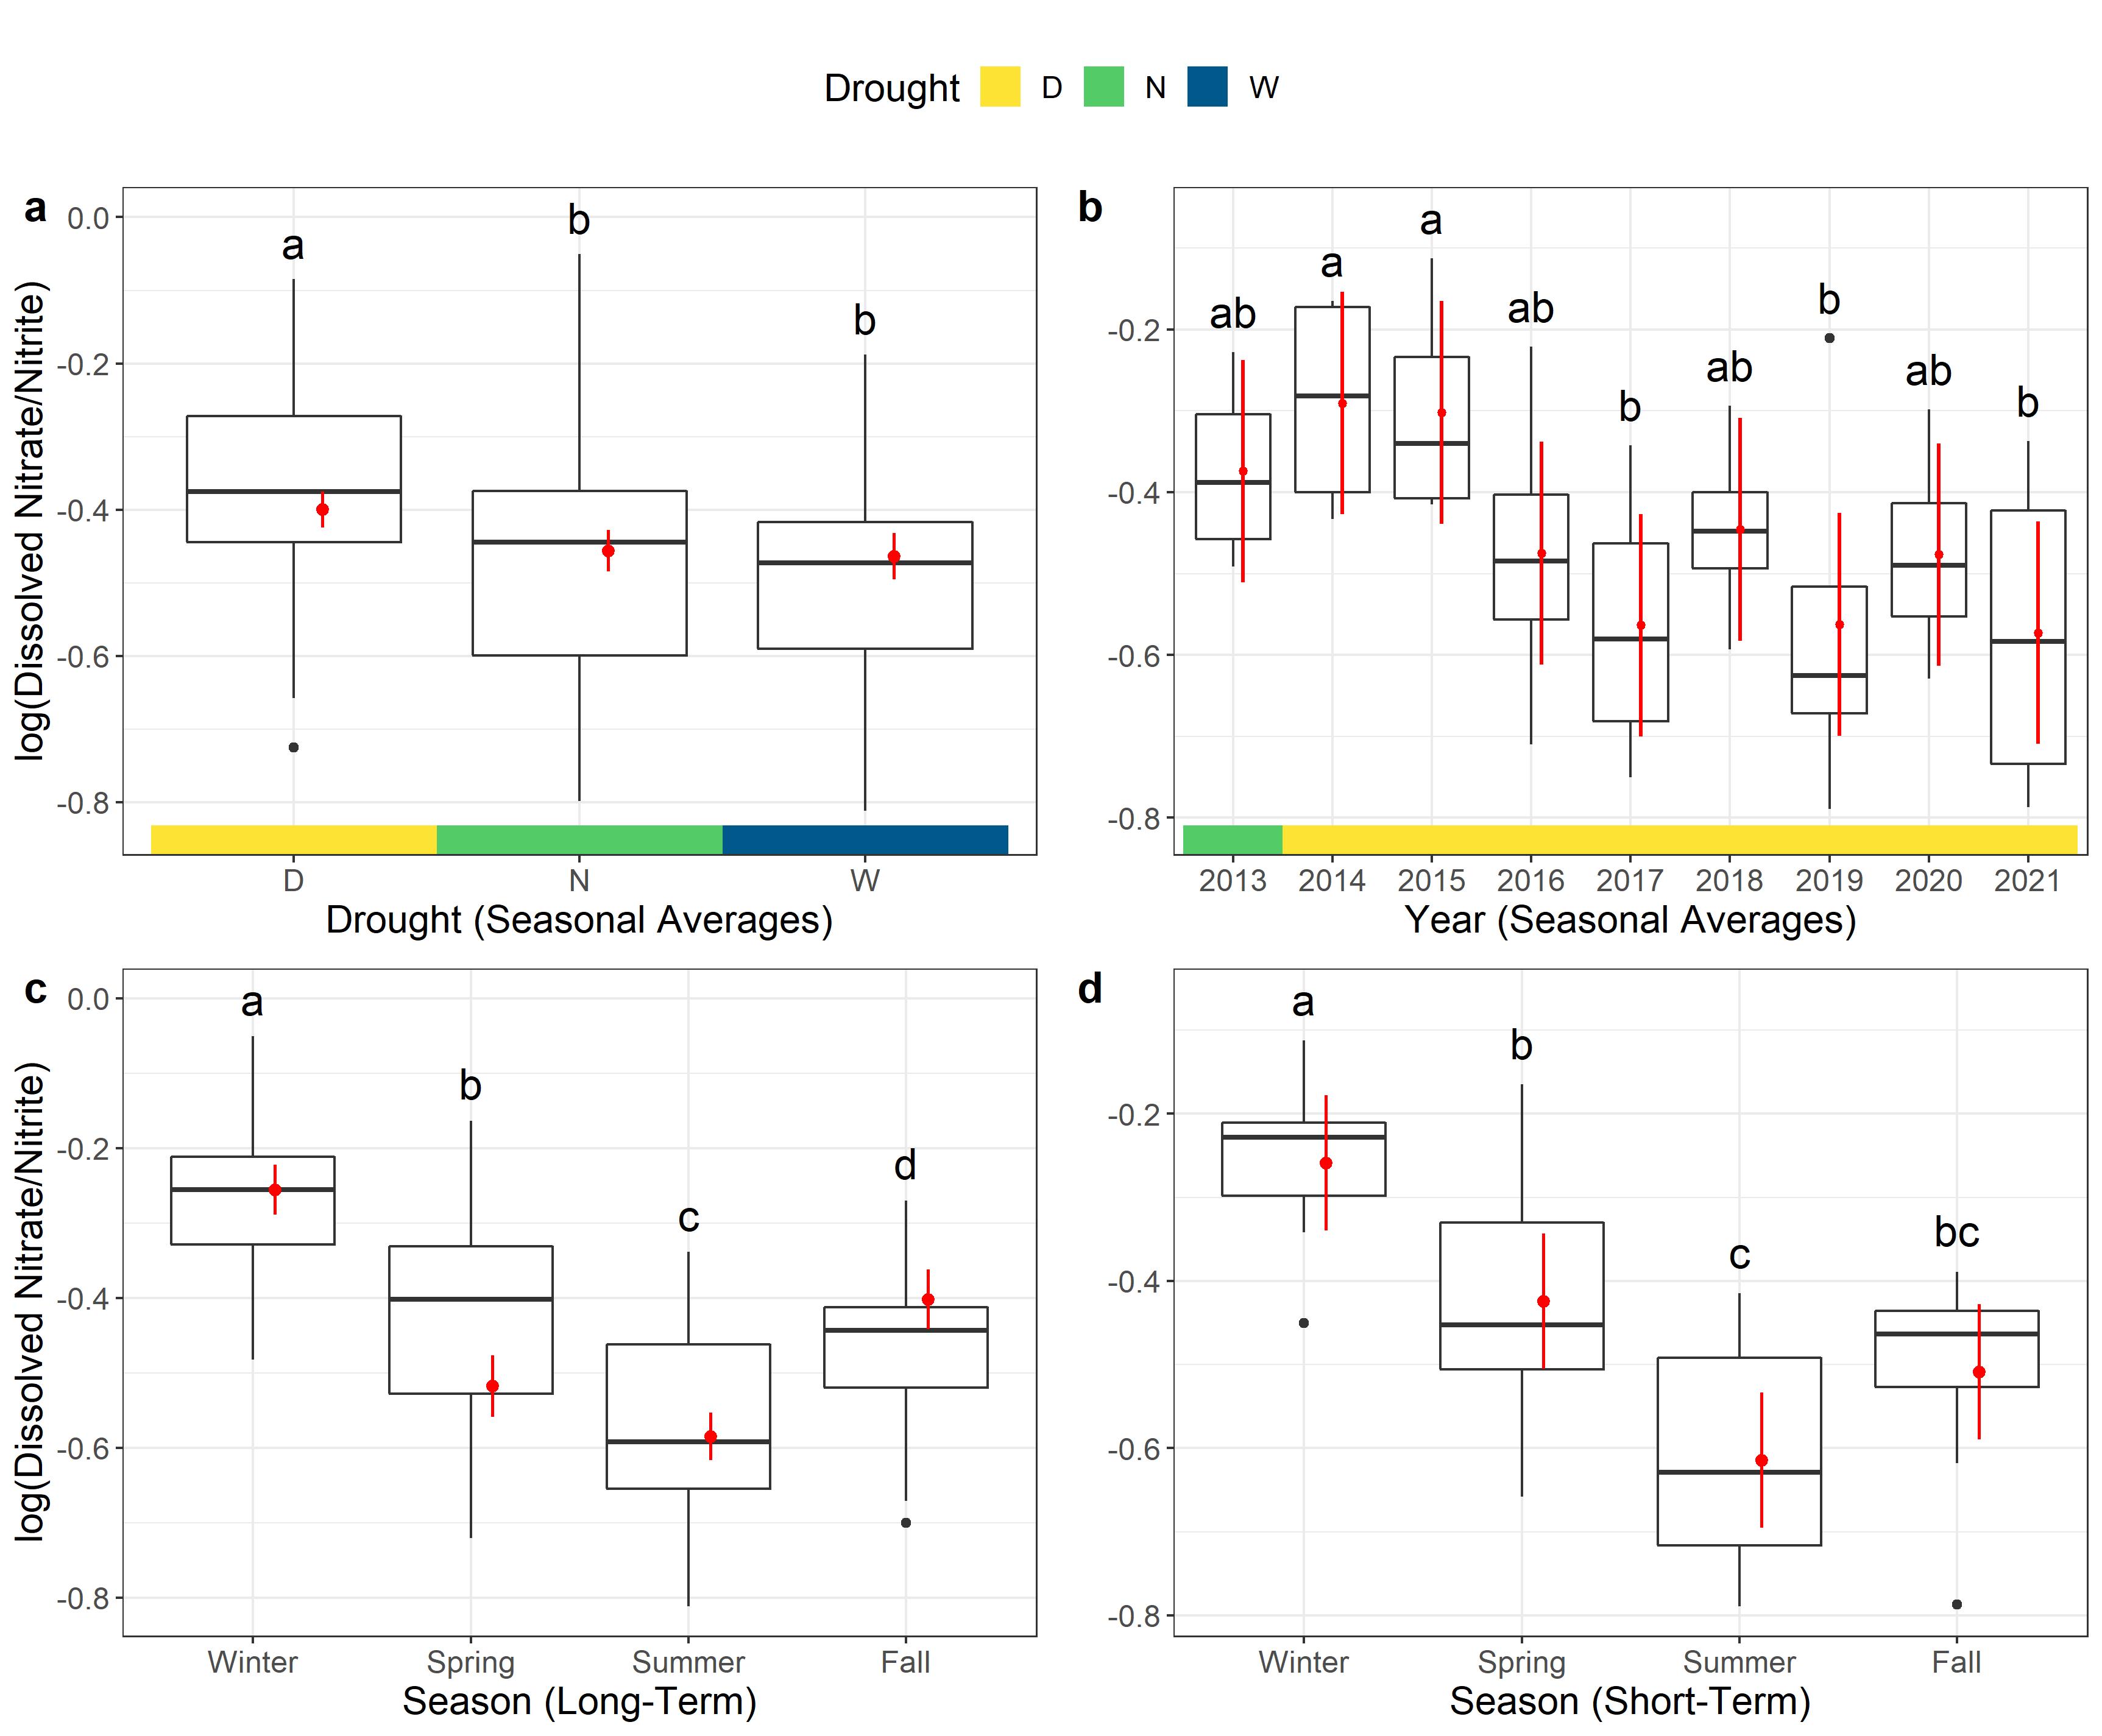 Drought D N W
a
log(Dissolved Nitrate/Nitrite)
0.0
-0.2
-0.4
-0.6
-0.8
a b b
D N W
Drought (Seasonal Averages)
b
-0.2
-0.4
-0.6
-0.8
ab a a ab b ab b ab b
2013 2014 2015 2016 2017 2018 2019 2020 2021
Year (Seasonal Averages)
c
log(Dissolved Nitrate/Nitrite)
0.0
-0.2
-0.4
-0.6
-0.8
a b c d
Winter Spring Summer Fall
Season (Long-Term)
d
-0.2
-0.4
-0.6
-0.8
a b c bc
Winter Spring Summer Fall
Season (Short-Term)